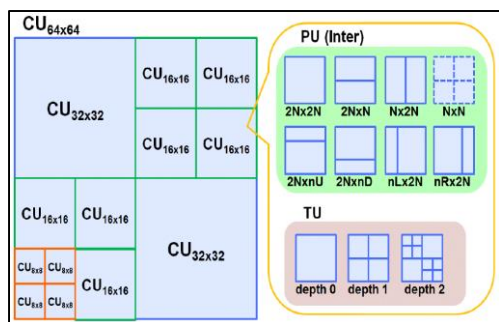 CU64x64
PU (Inter)
CU16x16 CU16x16
CU32x32
CU16x16 CU16x16
2Nx2N 2NxN Nx2N NxN
2NxnU 2NxnD nLx2N nRx2N
CU16x16 CU16x16
CU32x32
TU
CU8x8 CU8x8
CU16x16
CU8x8 CU8x8
depth 0 depth 1 depth 2